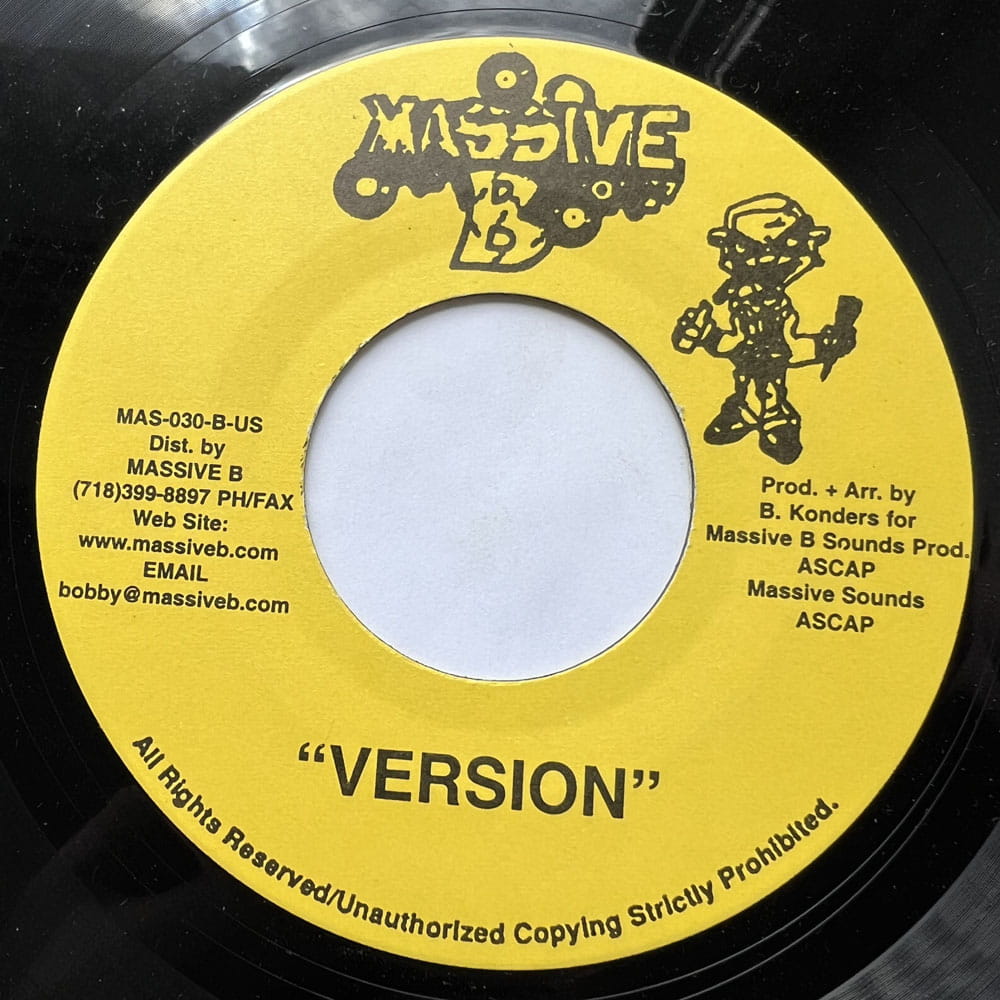 MASSIVE
B
MAS-030-B-US
Dist. by
MASSIVE B
(718)399-8897 PH/FAX
Web Site:
www.massiveb.com
EMAIL
bobby@massiveb.com
Prod. + Arr. by
B. Konders for
Massive B Sounds Prod.
ASCAP
Massive Sounds
ASCAP
“VERSION”
All Rights Reserved/Unauthorized Copying Strictly Prohibited.